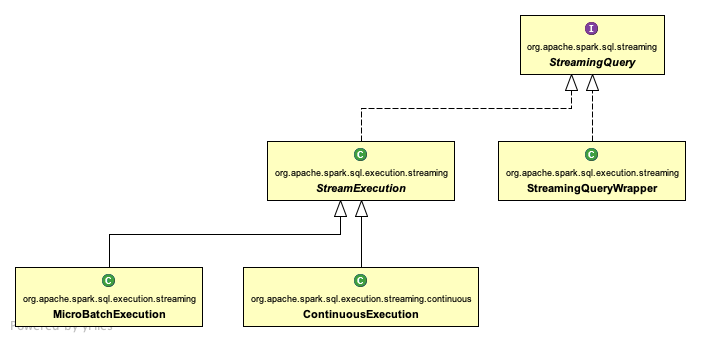 I
org.apache.spark.sql.streaming
StreamingQuery
C
org.apache.spark.sql.execution.streaming
StreamExecution
C
org.apache.spark.sql.execution.streaming
StreamingQueryWrapper
C
org.apache.spark.sql.execution.streaming
MicroBatchExecution
C
org.apache.spark.sql.execution.streaming.continuous
ContinuousExecution
Powered by yFiles